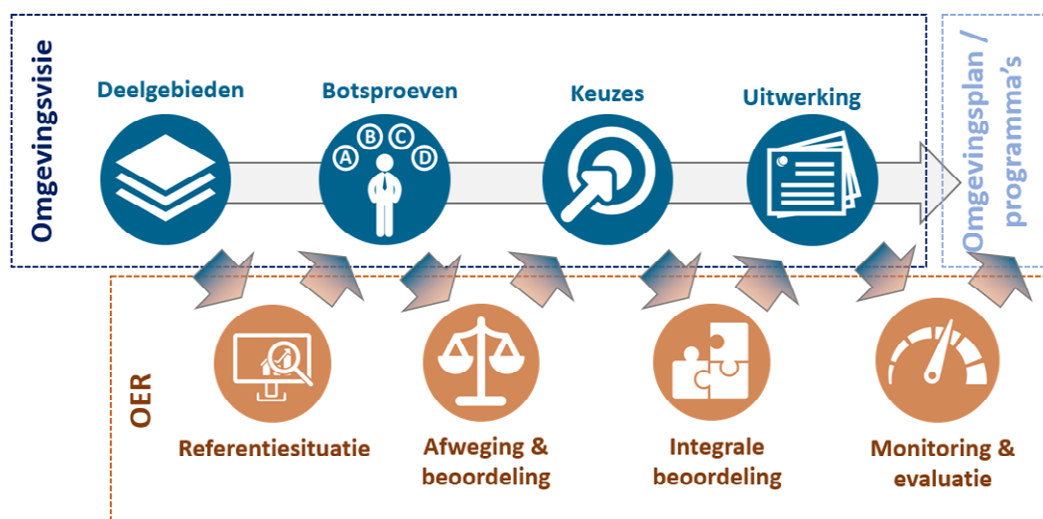 Omgevingsvisie
Deelgebieden
Botsproeven
Keuzes
Uitwerking
A
B
C
D
Omgevingsplan /
programma's
OER
Referentiesituatie
Afweging &
beoordeling
Integrale
beoordeling
Monitoring &
evaluatie